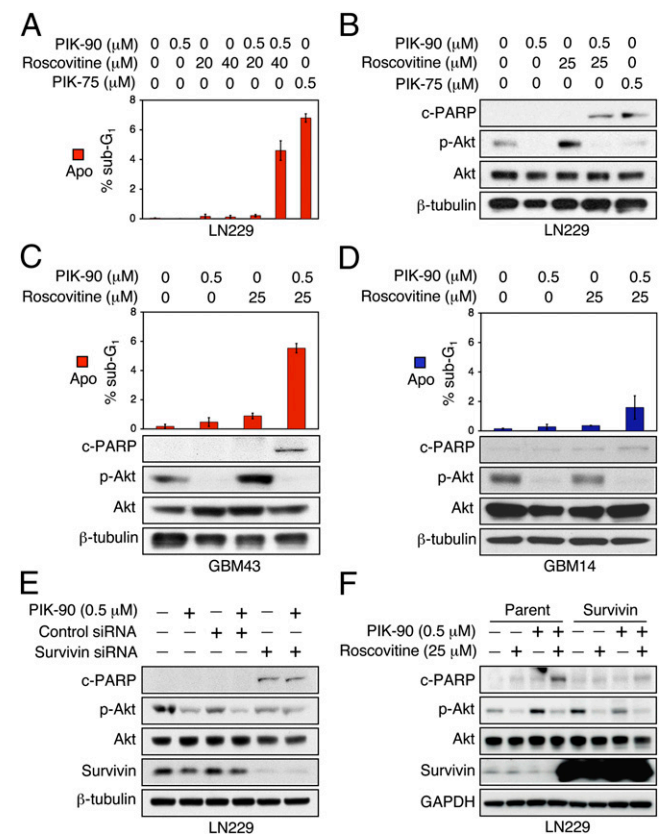 A
PIK-90 (μM) 0 0.5 0 0 0.5 0.5 0
Roscovitine (μM) 0 0 20 40 20 40 0
PIK-75 (μM) 0 0 0 0 0 0 0.5
8
6
4
2
0
% sub-G1
Apo
LN229
B
PIK-90 (μM) 0 0.5 0 0.5 0
Roscovitine (μM) 0 0 25 25 0
PIK-75 (μM) 0 0 0 0 0.5
c-PARP
p-Akt
Akt
β-tubulin
LN229
C
PIK-90 (μM) 0 0.5 0 0.5
Roscovitine (μM) 0 0 25 25
8
6
4
2
0
% sub-G1
Apo
c-PARP
p-Akt
Akt
β-tubulin
GBM43
D
PIK-90 (μM) 0 0.5 0 0.5
Roscovitine (μM) 0 0 25 25
8
6
4
2
0
% sub-G1
Apo
c-PARP
p-Akt
Akt
β-tubulin
GBM14
E
PIK-90 (0.5 μM) – + – + – +
Control siRNA – – + + – –
Survivin siRNA – – – – + +
c-PARP
p-Akt
Akt
Survivin
β-tubulin
LN229
F
Parent Survivin
PIK-90 (0.5 μM) – – + + – – + +
Roscovitine (25 μM) – + – + – + – +
c-PARP
p-Akt
Akt
Survivin
GAPDH
LN229